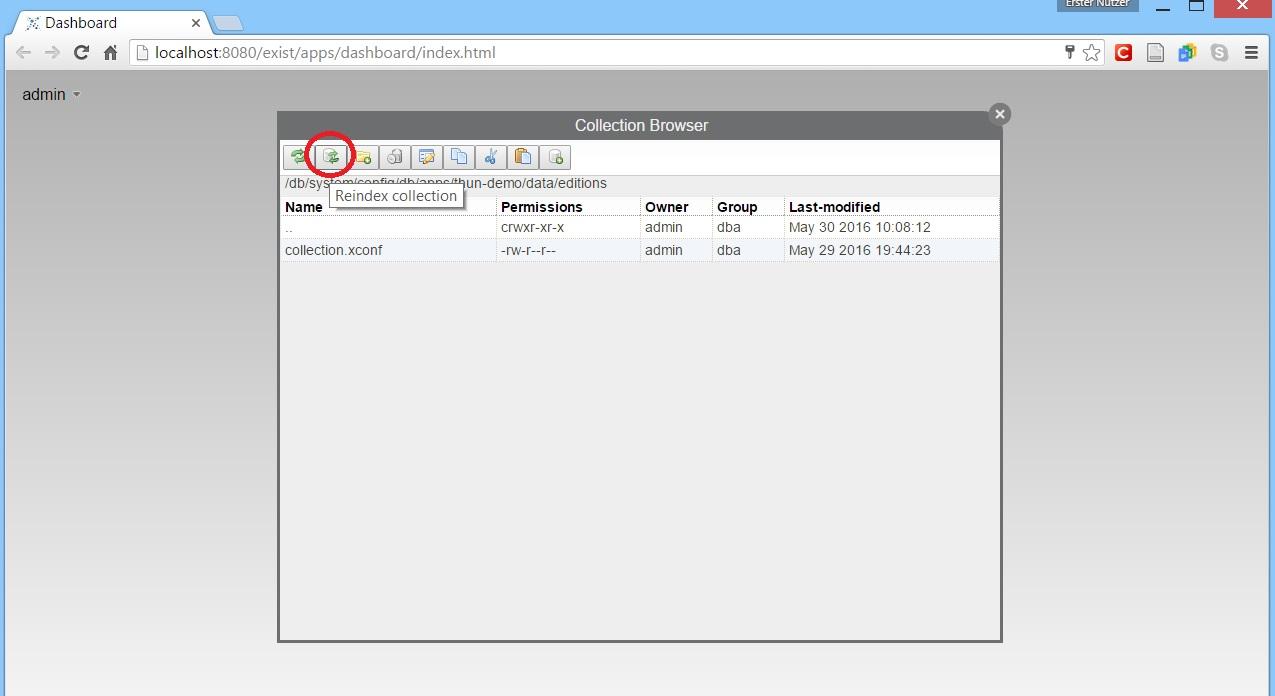 Erster Nutzer
Dashboard
localhost:8080/exist/apps/dashboard/index.html
admin
Collection Browser
/db/system/config/db/apps/thun-demo/data/editions
Reindex collection
Name Permissions Owner Group Last-modified
.. crwxr-xr-x admin dba May 30 2016 10:08:12
collection.xconf -rw-r--r-- admin dba May 29 2016 19:44:23